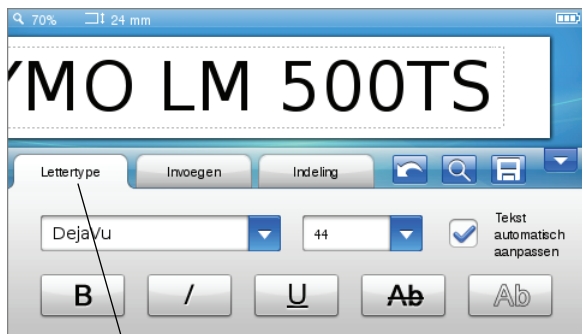 70% 24 mm
YMO LM 500TS
Lettertype Invoegen Indeling
DejaVu 44 Tekst automatisch aanpassen
B I U Ab Ab